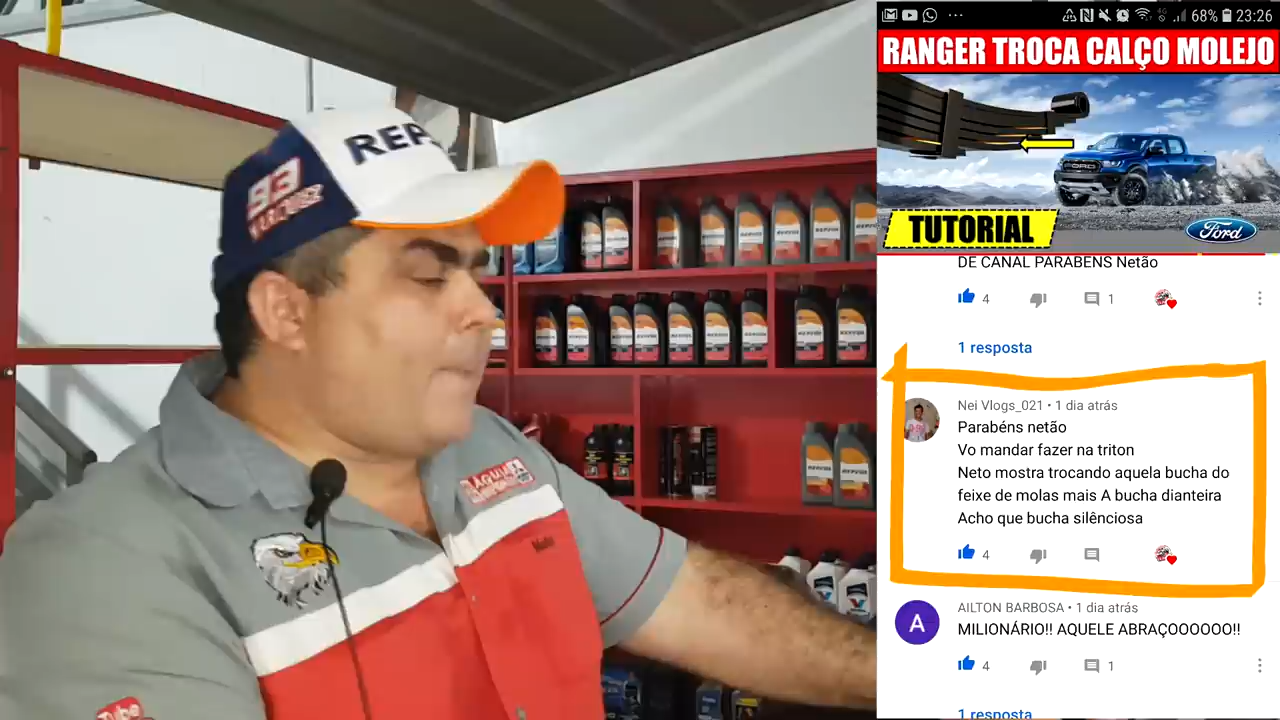 68% 23:26
RANGER TROCA CALÇO MOLEJO
TUTORIAL
Ford
DE CANAL PARABENS Netão
4
1
1 resposta
Nei Vlogs_021 • 1 dia atrás
Parabéns netão
Vo mandar fazer na triton
Neto mostra trocando aquela bucha do
feixe de molas mais A bucha dianteira
Acho que bucha silênciosa
4
A
AILTON BARBOSA • 1 dia atrás
MILIONÁRIO!! AQUELE ABRAÇOOOOOO!!
4
1
1 resposta
93
REP
ÁGUIA